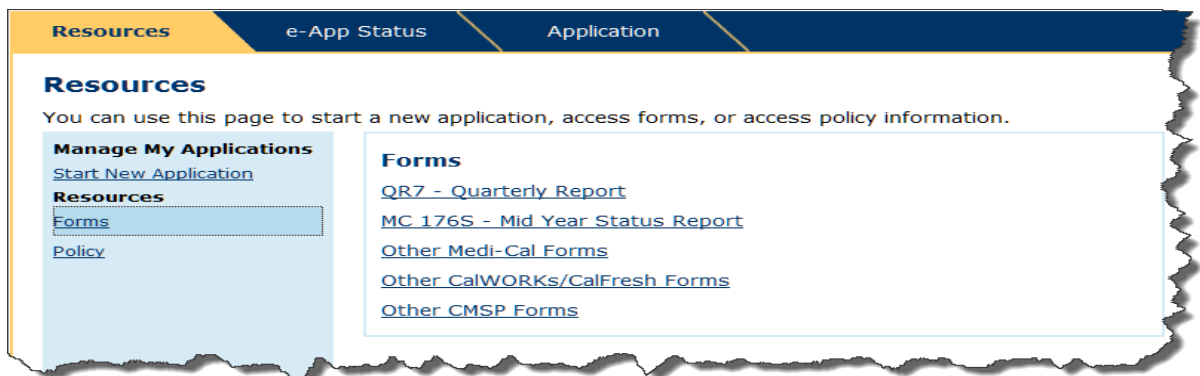 Resources e-App Status Application
Resources
You can use this page to start a new application, access forms, or access policy information.
Manage My Applications
Start New Application
Resources
Forms
Policy
Forms
QR7 - Quarterly Report
MC 176S - Mid Year Status Report
Other Medi-Cal Forms
Other CalWORKs/CalFresh Forms
Other CMSP Forms